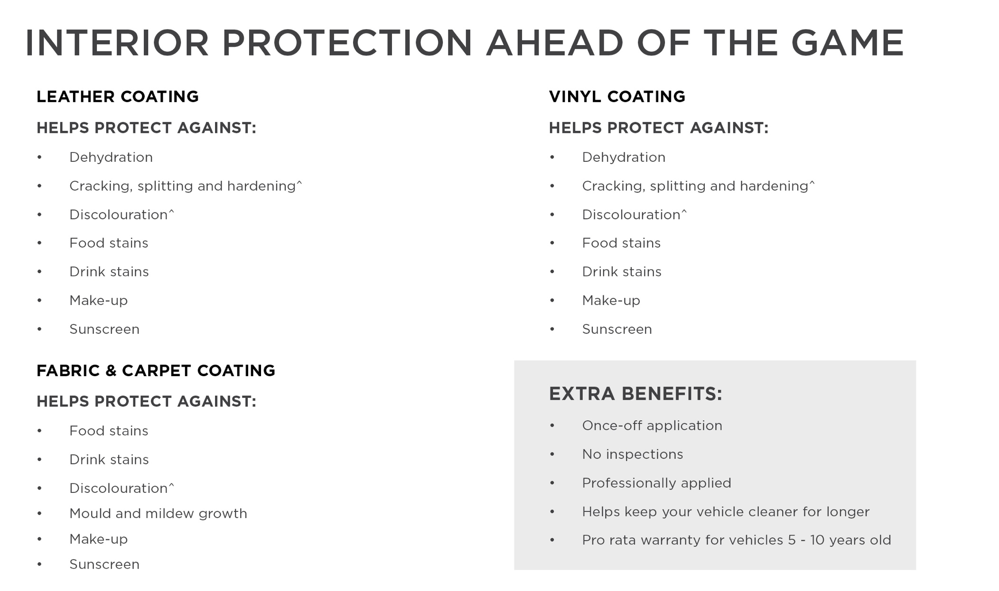 INTERIOR PROTECTION AHEAD OF THE GAME
LEATHER COATING
HELPS PROTECT AGAINST:
• Dehydration
• Cracking, splitting and hardening^
• Discolouration^
• Food stains
• Drink stains
• Make-up
• Sunscreen
FABRIC & CARPET COATING
HELPS PROTECT AGAINST:
• Food stains
• Drink stains
• Discolouration^
• Mould and mildew growth
• Make-up
• Sunscreen
VINYL COATING
HELPS PROTECT AGAINST:
• Dehydration
• Cracking, splitting and hardening^
• Discolouration^
• Food stains
• Drink stains
• Make-up
• Sunscreen
EXTRA BENEFITS:
• Once-off application
• No inspections
• Professionally applied
• Helps keep your vehicle cleaner for longer
• Pro rata warranty for vehicles 5 - 10 years old